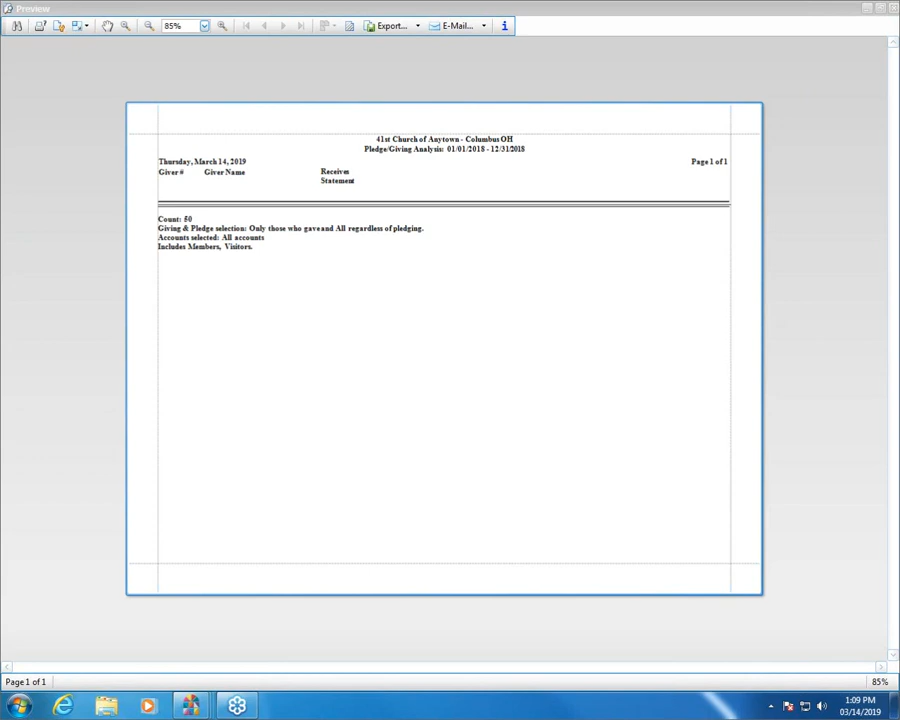 Preview
85%
Export...
E-Mail...
i
41st Church of Anytown - Columbus OH
Pledge/Giving Analysis: 01/01/2018 - 12/31/2018
Thursday, March 14, 2019
Page 1 of 1
Giver # Giver Name Receives
Statement
Count: 50
Giving & Pledge selection: Only those who gave and All regardless of pledging.
Accounts selected: All accounts
Includes Members, Visitors.
Page 1 of 1
85%
1:09 PM
03/14/2019